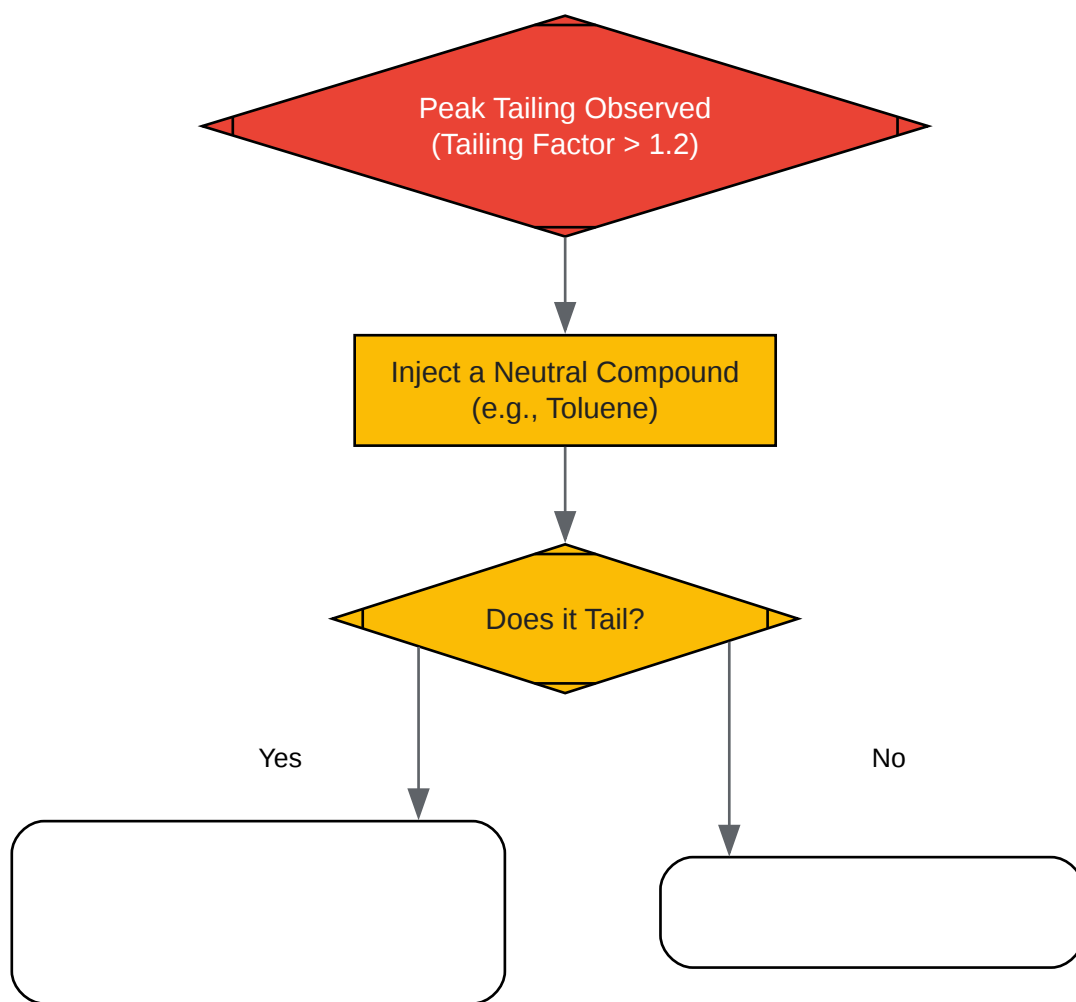 Peak Tailing Observed
(Tailing Factor > 1.2)
Inject a Neutral Compound
(e.g., Toluene)
Does it Tail?
Yes
No